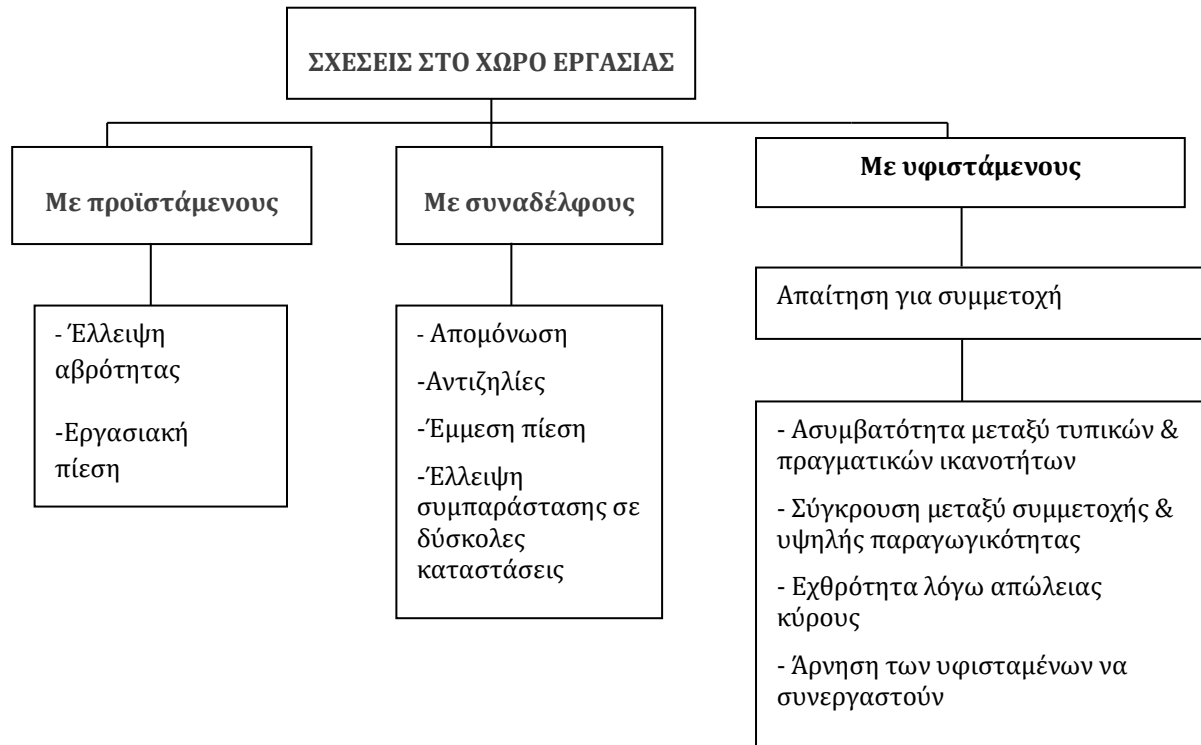 ΣΧΕΣΕΙΣ ΣΤΟ ΧΩΡΟ ΕΡΓΑΣΙΑΣ
Με προϊστάμενους
Με συναδέλφους
Με υφιστάμενους
- Έλλειψη
αβρότητας
-Εργασιακή
πίεση
- Απομόνωση
-Αντιζηλίες
-Έμμεση πίεση
-Έλλειψη
συμπαράστασης σε
δύσκολες
καταστάσεις
Απαίτηση για συμμετοχή
- Ασυμβατότητα μεταξύ τυπικών &
πραγματικών ικανοτήτων
- Σύγκρουση μεταξύ συμμετοχής &
υψηλής παραγωγικότητας
- Εχθρότητα λόγω απώλειας
κύρους
- Άρνηση των υφισταμένων να
συνεργαστούν